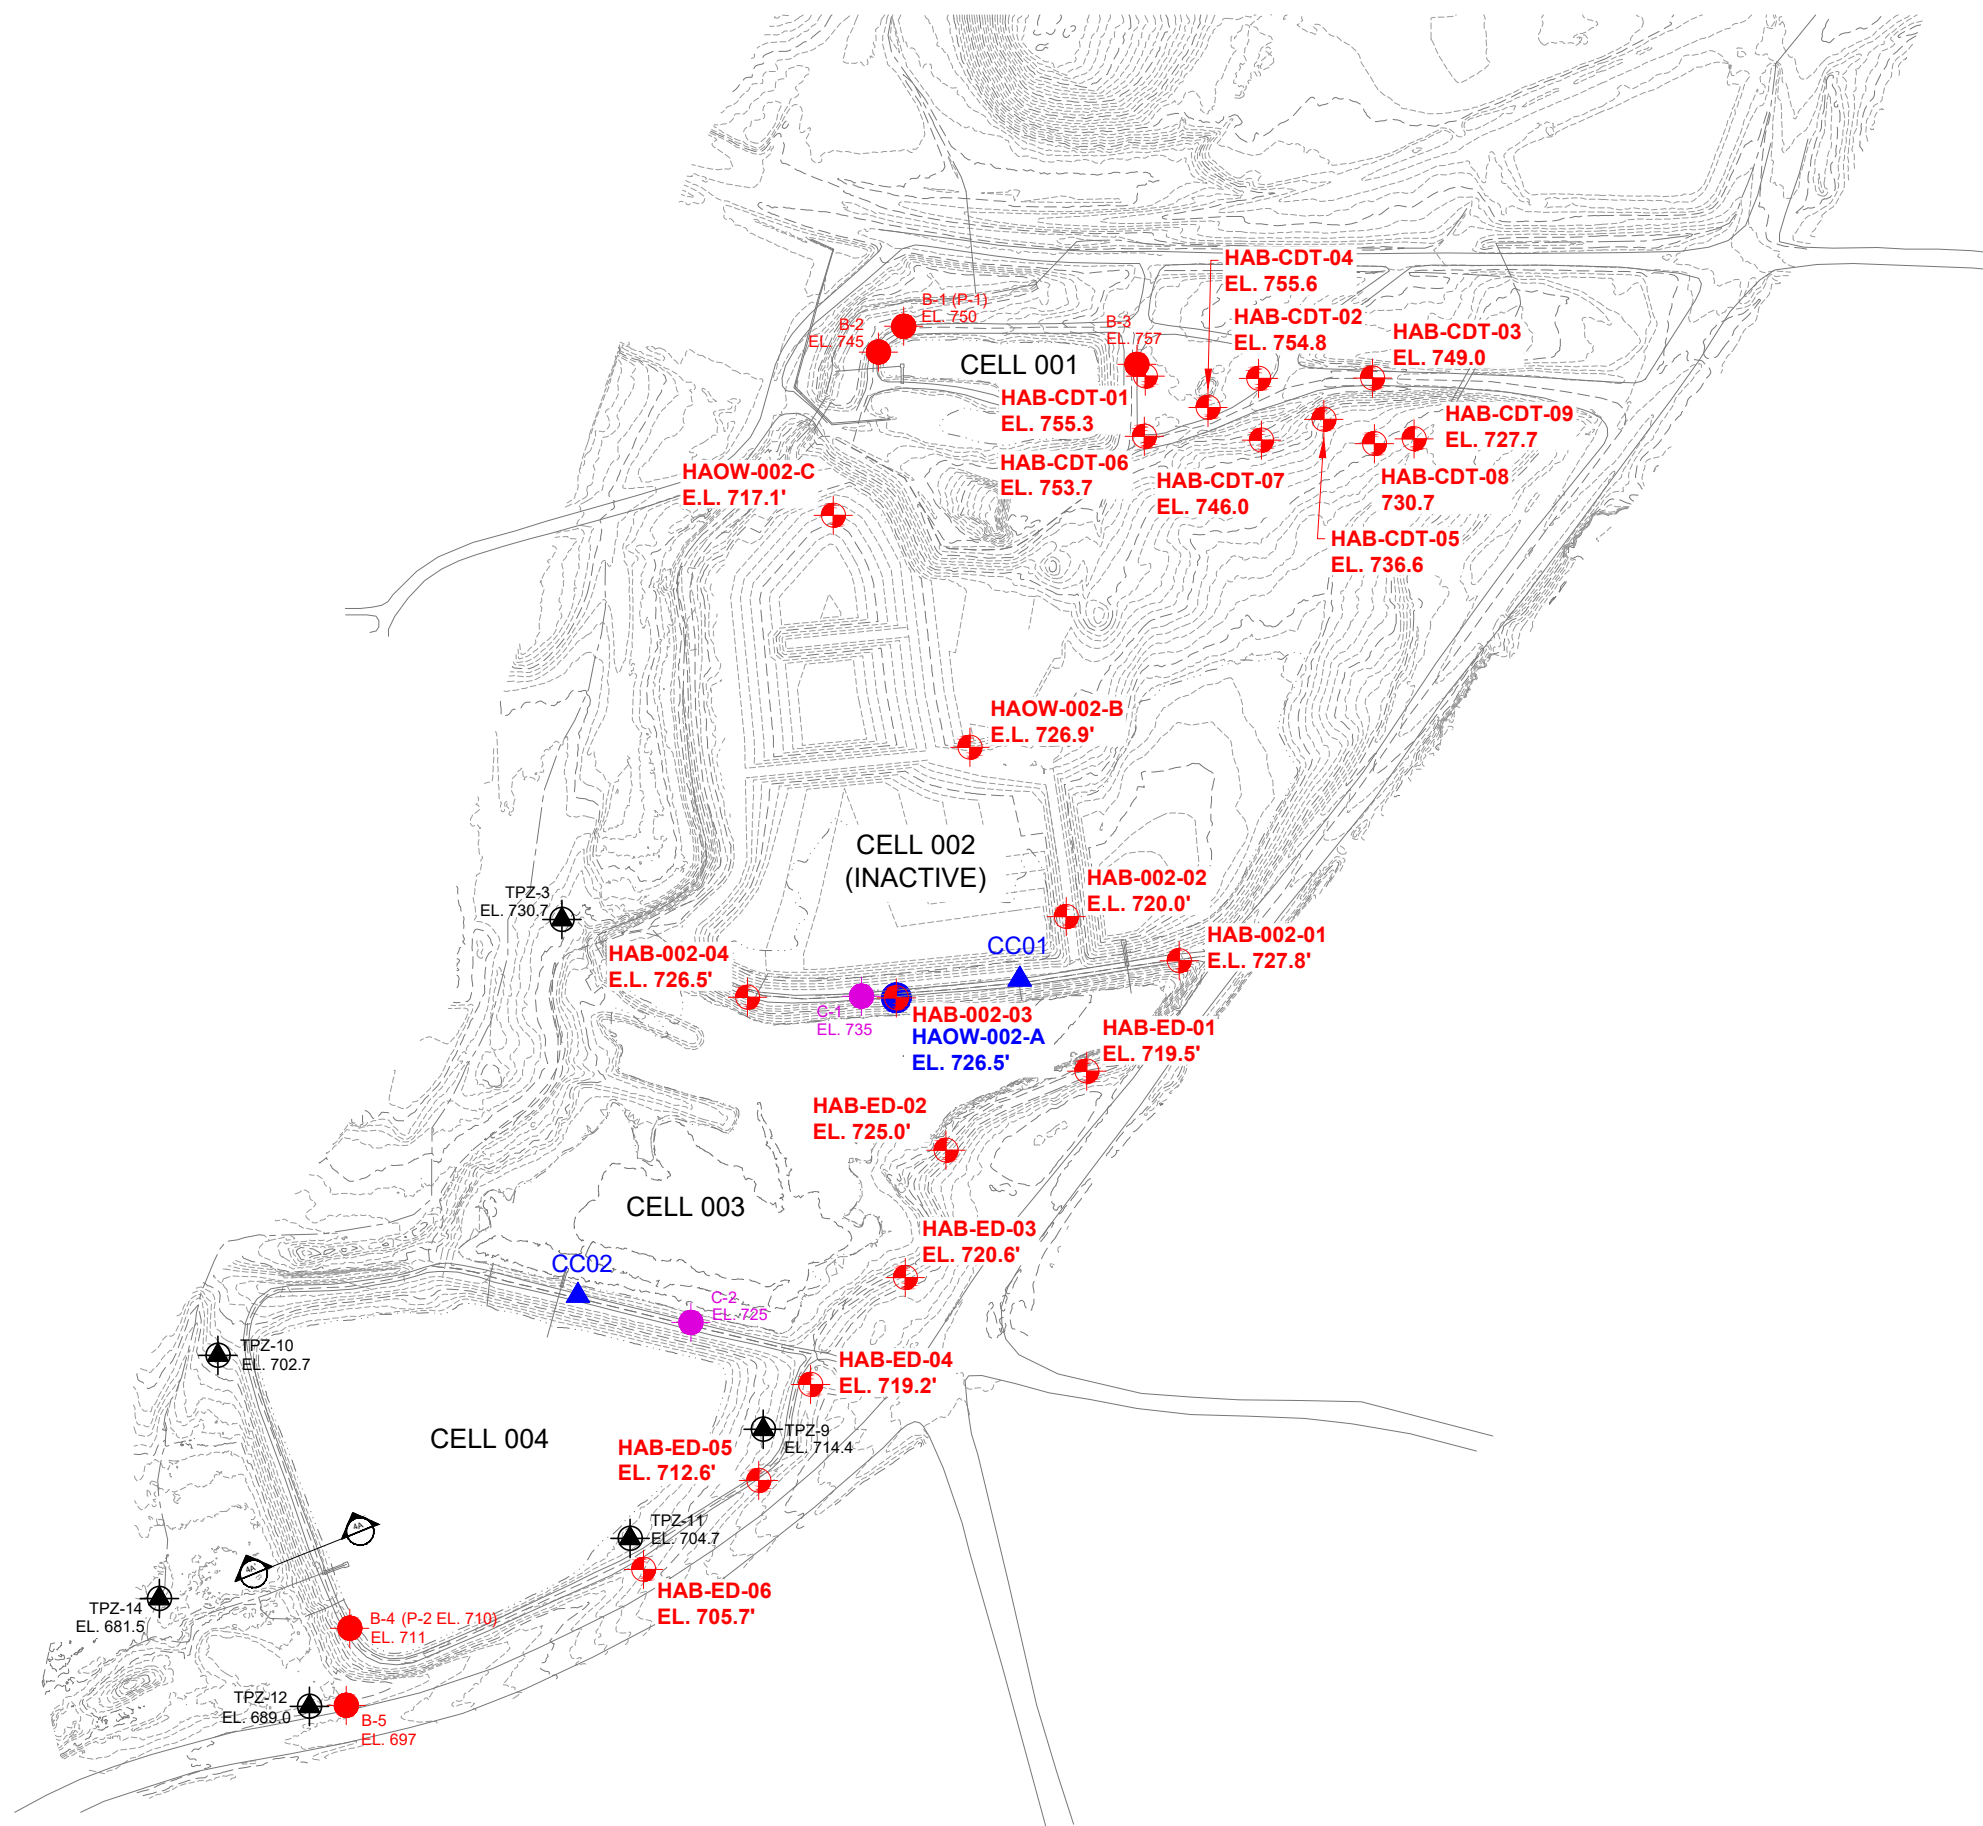 HAB-CDT-04
EL. 755.6
B-1 (P-1)
EL. 750
B-2
EL. 745
B-3
EL. 757
HAB-CDT-02
EL. 754.8
HAB-CDT-03
EL. 749.0
CELL 001
HAB-CDT-01
EL. 755.3
HAB-CDT-09
EL. 727.7
HAB-CDT-06
EL. 753.7
HAB-CDT-07
EL. 746.0
HAB-CDT-08
730.7
HAOW-002-C
E.L. 717.1'
HAB-CDT-05
EL. 736.6
HAOW-002-B
E.L. 726.9'
CELL 002
(INACTIVE)
TPZ-3
EL. 730.7
HAB-002-02
E.L. 720.0'
HAB-002-04
E.L. 726.5'
CC01
HAB-002-01
E.L. 727.8'
C-1
EL. 735
HAB-002-03
HAOW-002-A
EL. 726.5'
HAB-ED-01
EL. 719.5'
HAB-ED-02
EL. 725.0'
CELL 003
HAB-ED-03
EL. 720.6'
CC02
C-2
EL. 725
TPZ-10
EL. 702.7
HAB-ED-04
EL. 719.2'
CELL 004
TPZ-9
EL. 714.4
HAB-ED-05
EL. 712.6'
TPZ-11
EL. 704.7
4A
4A'
HAB-ED-06
EL. 705.7'
TPZ-14
EL. 681.5
B-4 (P-2 EL. 710)
EL. 711
TPZ-12
EL. 689.0
B-5
EL. 697